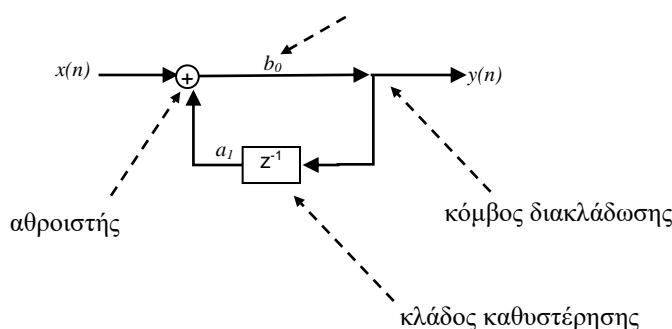 x(n)
b₀
y(n)
+
a₁
z⁻¹
αθροιστής
κόμβος διακλάδωσης
κλάδος καθυστέρησης